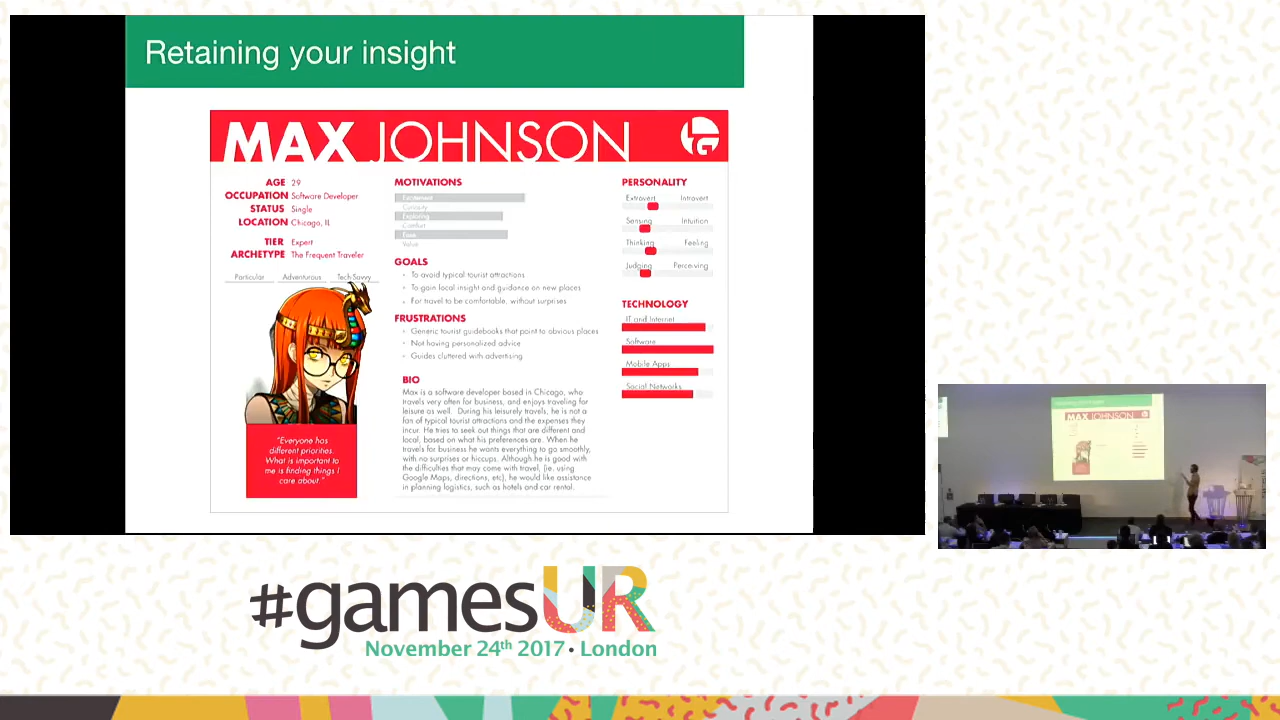 Retaining your insight
MAX JOHNSON
AGE 29
OCCUPATION Software Developer
STATUS Single
LOCATION Chicago, IL
TIER Expert
ARCHETYPE The Frequent Traveler
Particular Adventurous Tech-Savvy
"Everyone has
different priorities.
What is important to
me is finding things I
care about."
MOTIVATIONS
Excitement
Curiosity
Exploring
Comfort
Ease
Value
GOALS
· To avoid typical tourist attractions
· To gain local insight and guidance on new places
· For travel to be comfortable, without surprises
FRUSTRATIONS
· Generic tourist guidebooks that point to obvious places
· Not having personalized advice
· Guides cluttered with advertising
BIO
Max is a software developer based in Chicago, who
travels very often for business, and enjoys traveling for
leisure as well. During his leisurely travels, he is not a
fan of typical tourist attractions and the expenses they
incur. He tries to seek out things that are different and
local, based on what his preferences are. When he
travels for business he wants everything to go smoothly,
with no surprises or hiccups. Although he is good with
the difficulties that may come with travel, (ie. using
Google Maps, directions, etc), he would like assistance
in planning logistics, such as hotels and car rental.
PERSONALITY
Extrovert Introvert
Sensing Intuition
Thinking Feeling
Judging Perceiving
TECHNOLOGY
IT and Internet
Software
Mobile Apps
Social Networks
Retaining your insight
MAX JOHNSON
#gamesUR
November 24th 2017 · London